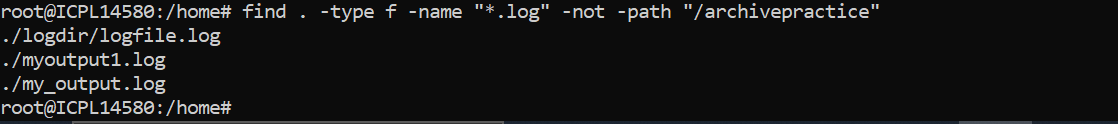 root@ICPL14580:/home# find . -type f -name "*.log" -not -path "/archivepractice"
./logdir/logfile.log
./myoutput1.log
./my_output.log
root@ICPL14580:/home#